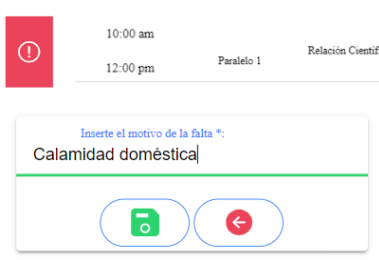 10:00 am
Relación Científ
Paralelo 1
12:00 pm
Inserte el motivo de la falta *:
Calamidad doméstica